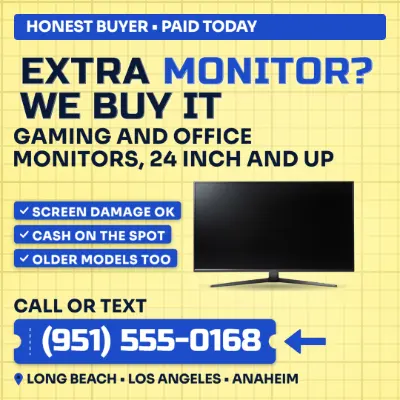 HONEST BUYER • PAID TODAY
EXTRA MONITOR?
WE BUY IT
GAMING AND OFFICE
MONITORS, 24 INCH AND UP
SCREEN DAMAGE OK
CASH ON THE SPOT
OLDER MODELS TOO
CALL OR TEXT
(951) 555-0168
LONG BEACH • LOS ANGELES • ANAHEIM